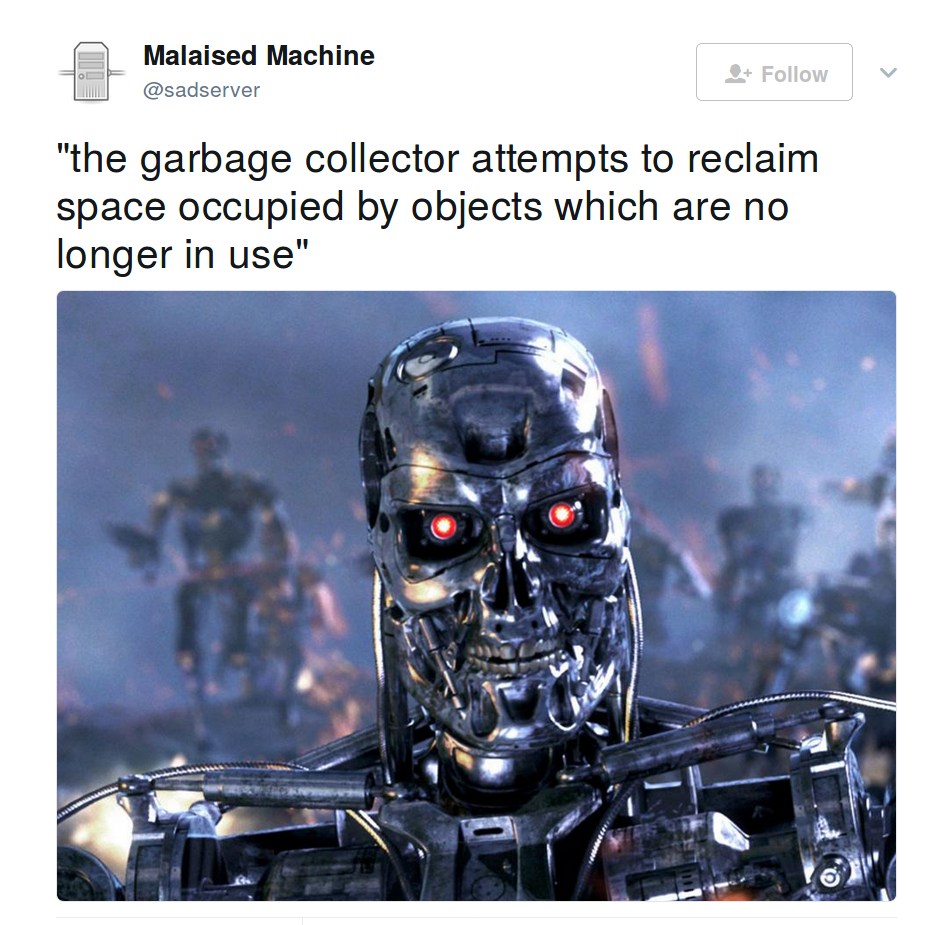 Malaised Machine
@sadserver
Follow
"the garbage collector attempts to reclaim
space occupied by objects which are no
longer in use"